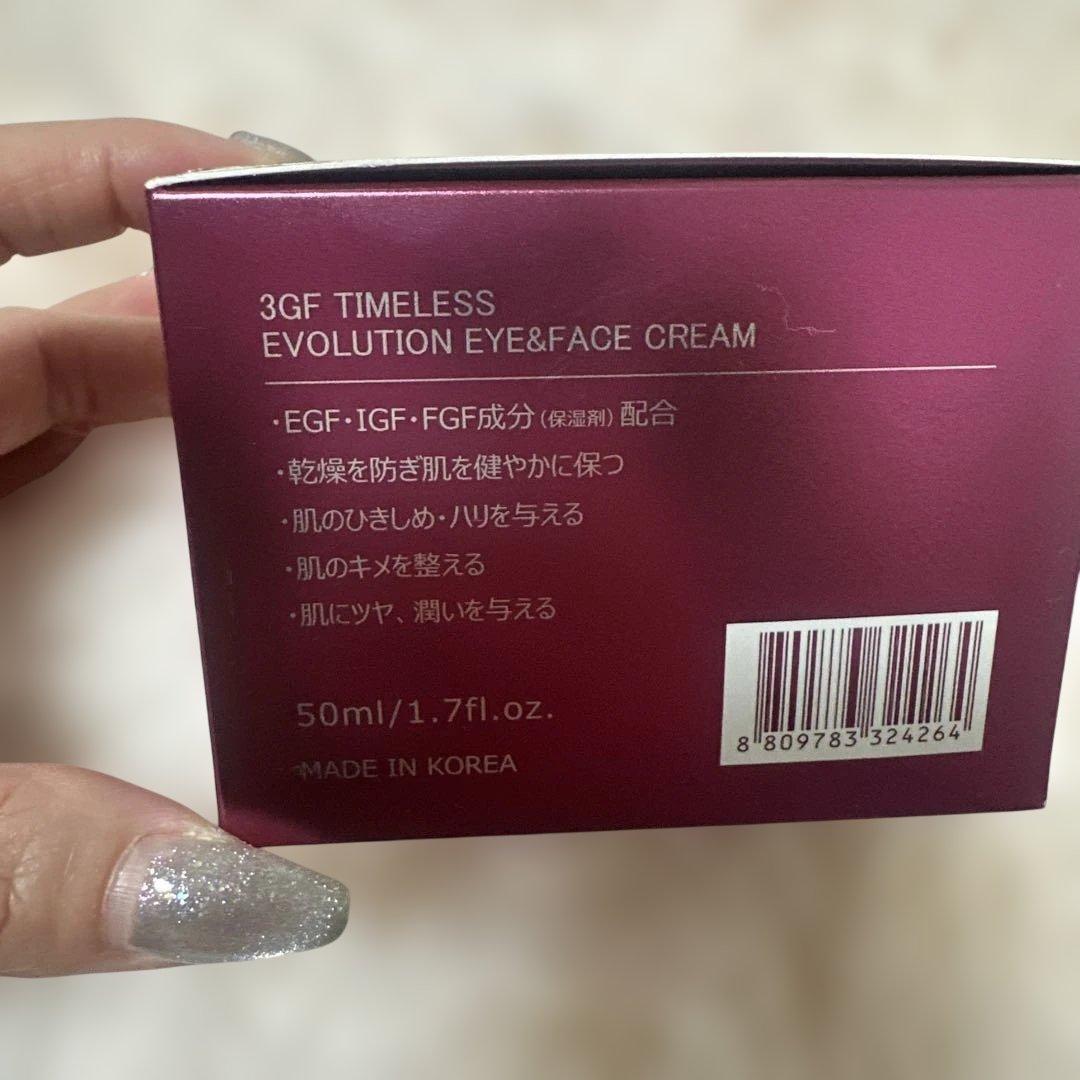 3GF TIMELESS
EVOLUTION EYE&FACE CREAM
・EGF・IGF・FGF成分(保湿剤)配合
・乾燥を防ぎ肌を健やかに保つ
・肌のひきしめ・ハリを与える
・肌のキメを整える
・肌にツヤ、潤いを与える
50ml/1.7fl.oz.
MADE IN KOREA
8 809783 324264